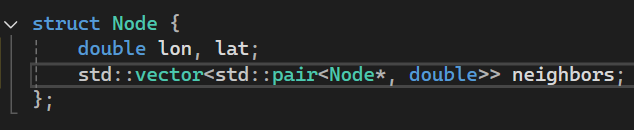 struct Node {
    double lon, lat;
    std::vector<std::pair<Node*, double>> neighbors;
};